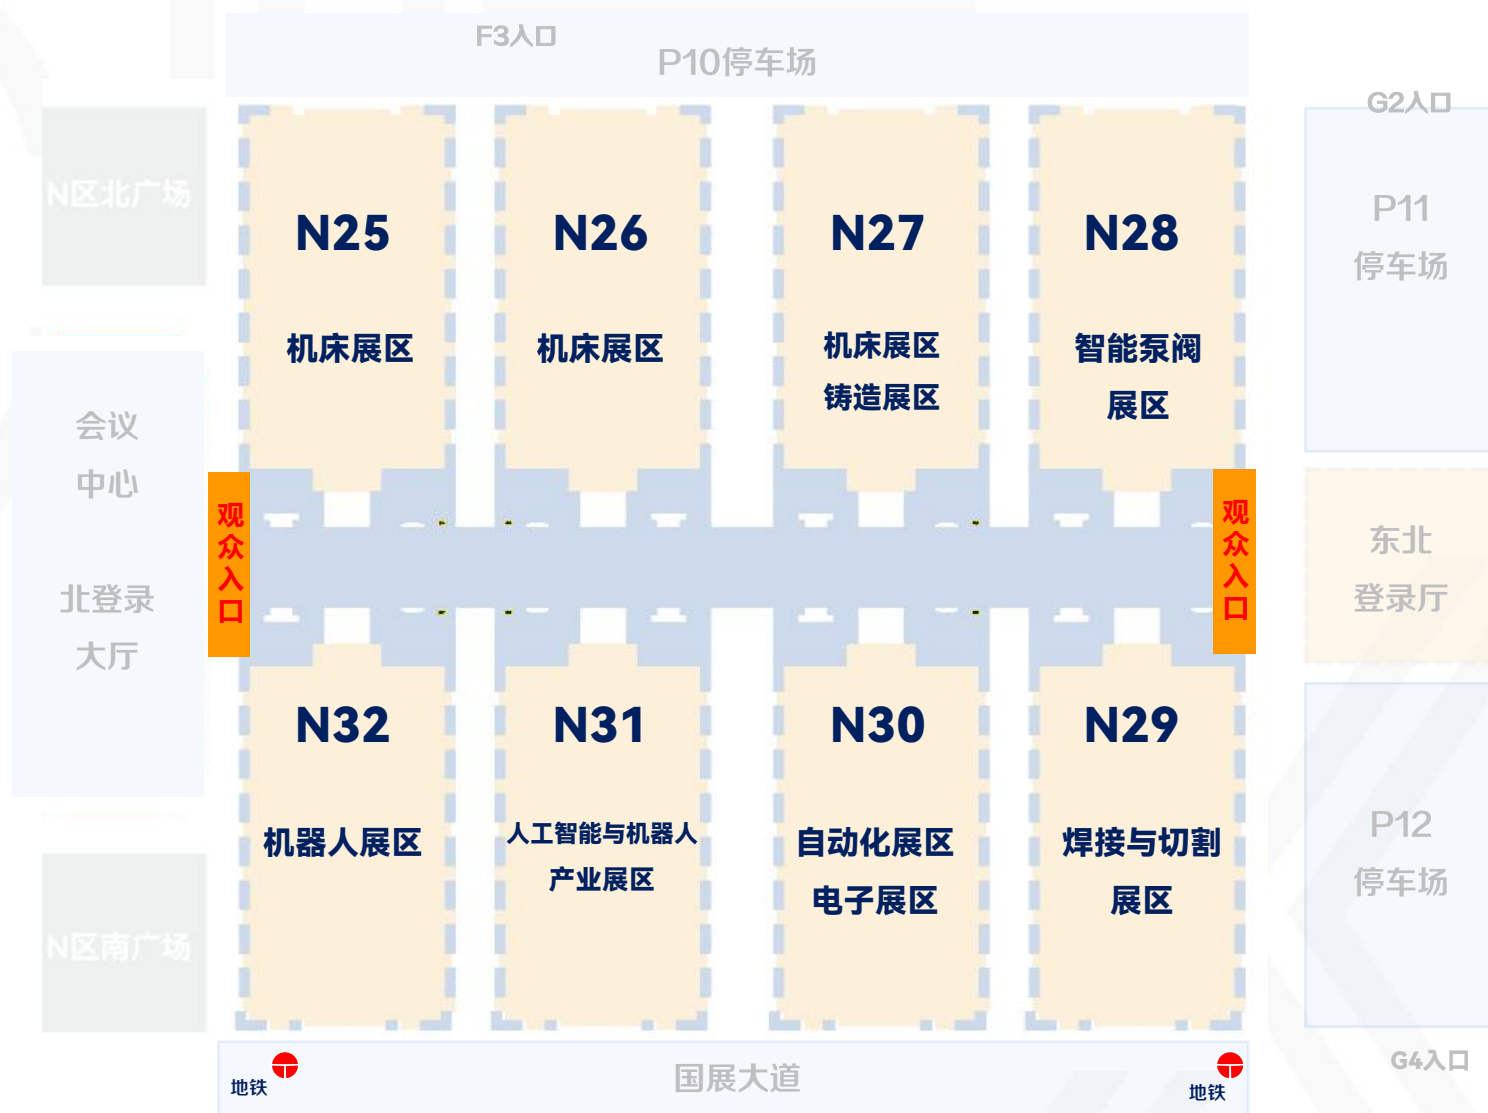 F3入口
P10停车场
G2入口
N区北广场
P11
停车场
N25
机床展区
N26
机床展区
N27
机床展区
铸造展区
N28
智能泵阀
展区
会议
中心
北登录
大厅
观众入口
观众入口
东北
登录厅
N32
机器人展区
N31
人工智能与机器人
产业展区
N30
自动化展区
电子展区
N29
焊接与切割
展区
P12
停车场
N区南广场
地铁
国展大道
地铁
G4入口